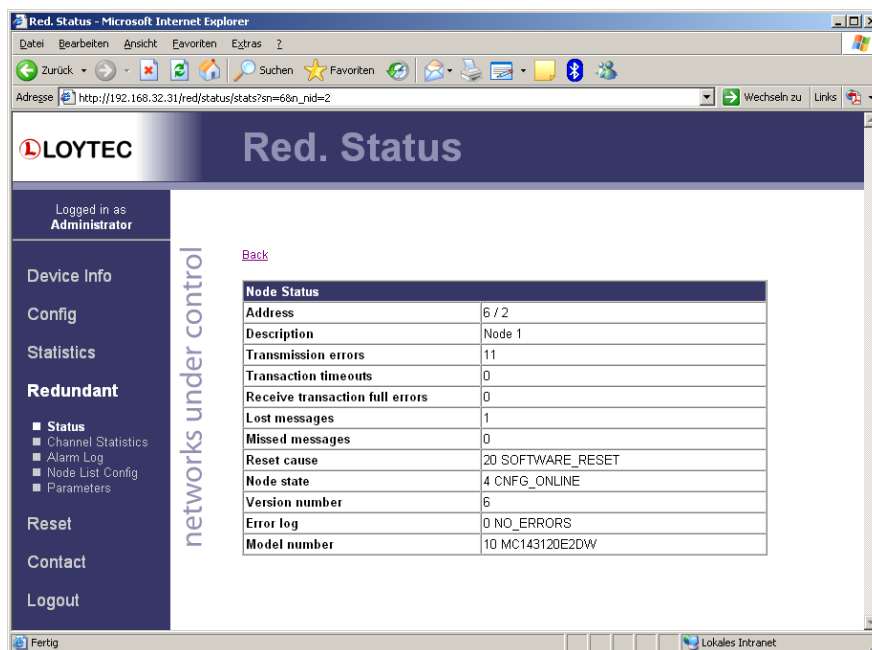 Red. Status - Microsoft Internet Explorer
Datei Bearbeiten Ansicht Favoriten Extras ?
Zurück Suchen Favoriten
Adresse http://192.168.32.31/red/status/stats?sn=6&n_nid=2 Wechseln zu Links
LOYTEC
Red. Status
Logged in as
Administrator
Device Info
Config
Statistics
Redundant
Status
Channel Statistics
Alarm Log
Node List Config
Parameters
Reset
Contact
Logout
networks under control
Back
Node Status
Address 6 / 2
Description Node 1
Transmission errors 11
Transaction timeouts 0
Receive transaction full errors 0
Lost messages 1
Missed messages 0
Reset cause 20 SOFTWARE_RESET
Node state 4 CNFG_ONLINE
Version number 6
Error log 0 NO_ERRORS
Model number 10 MC143120E2DW
Fertig Lokales Intranet